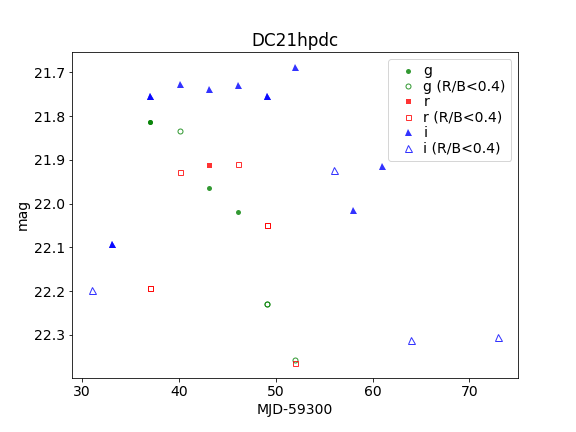 DC21hpdc
21.7
21.8
21.9
22.0
22.1
22.2
22.3
mag
g
g (R/B<0.4)
r
r (R/B<0.4)
i
i (R/B<0.4)
30 40 50 60 70
MJD-59300